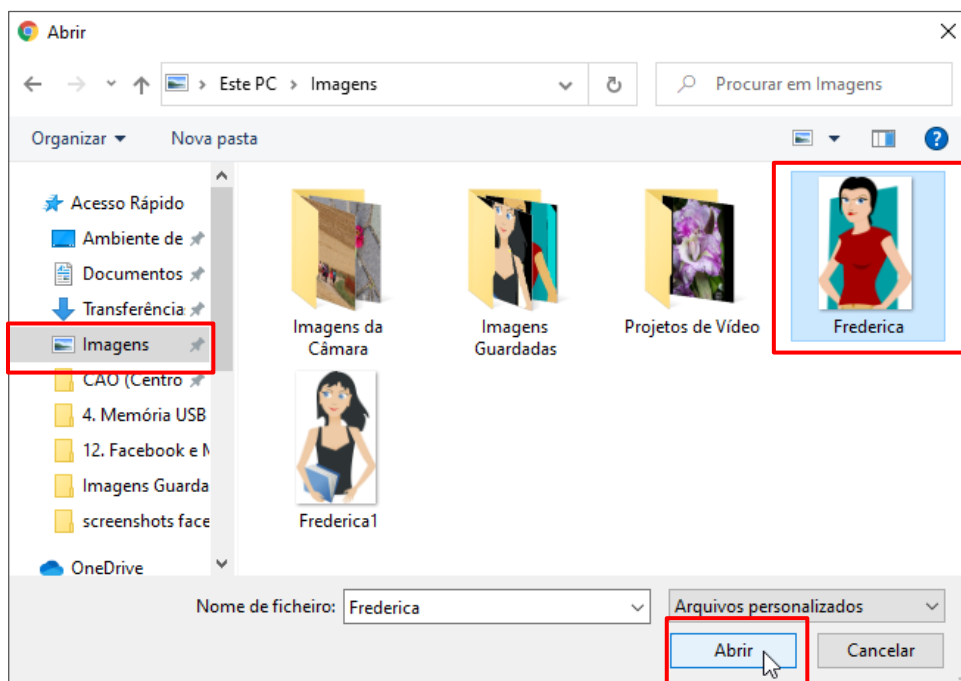 Abrir
Este PC > Imagens
Procurar em Imagens
Organizar
Nova pasta
?
Acesso Rápido
Ambiente de
Documentos
Transferência
Imagens
CAO (Centro
4. Memória USB
12. Facebook e M
Imagens Guarda
screenshots face
OneDrive
Imagens da
Câmara
Imagens
Guardadas
Projetos de Vídeo
Frederica
Frederica1
Nome de ficheiro:
Frederica
Arquivos personalizados
Abrir
Cancelar